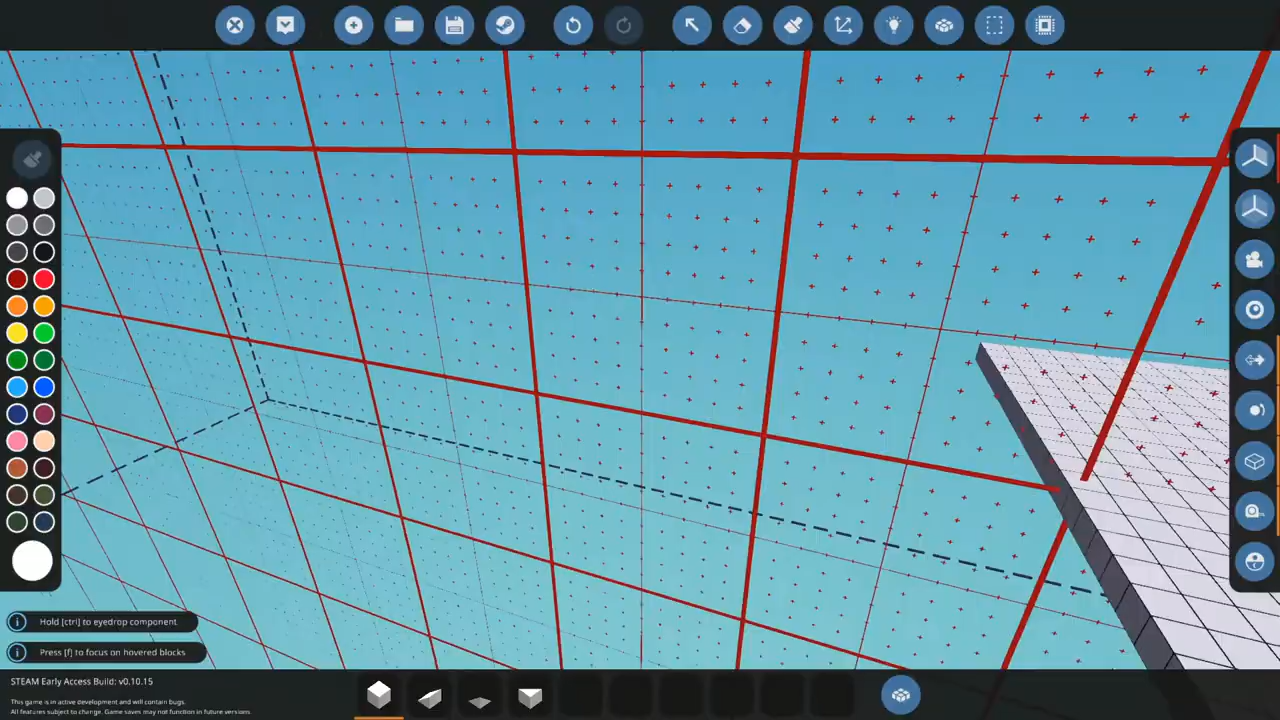 Hold [ctrl] to eyedrop component
Press [f] to focus on hovered blocks
STEAM Early Access Build: v0.10.15
This game is in active development and will contain bugs.
All features subject to change. Game saves may not function in future versions.